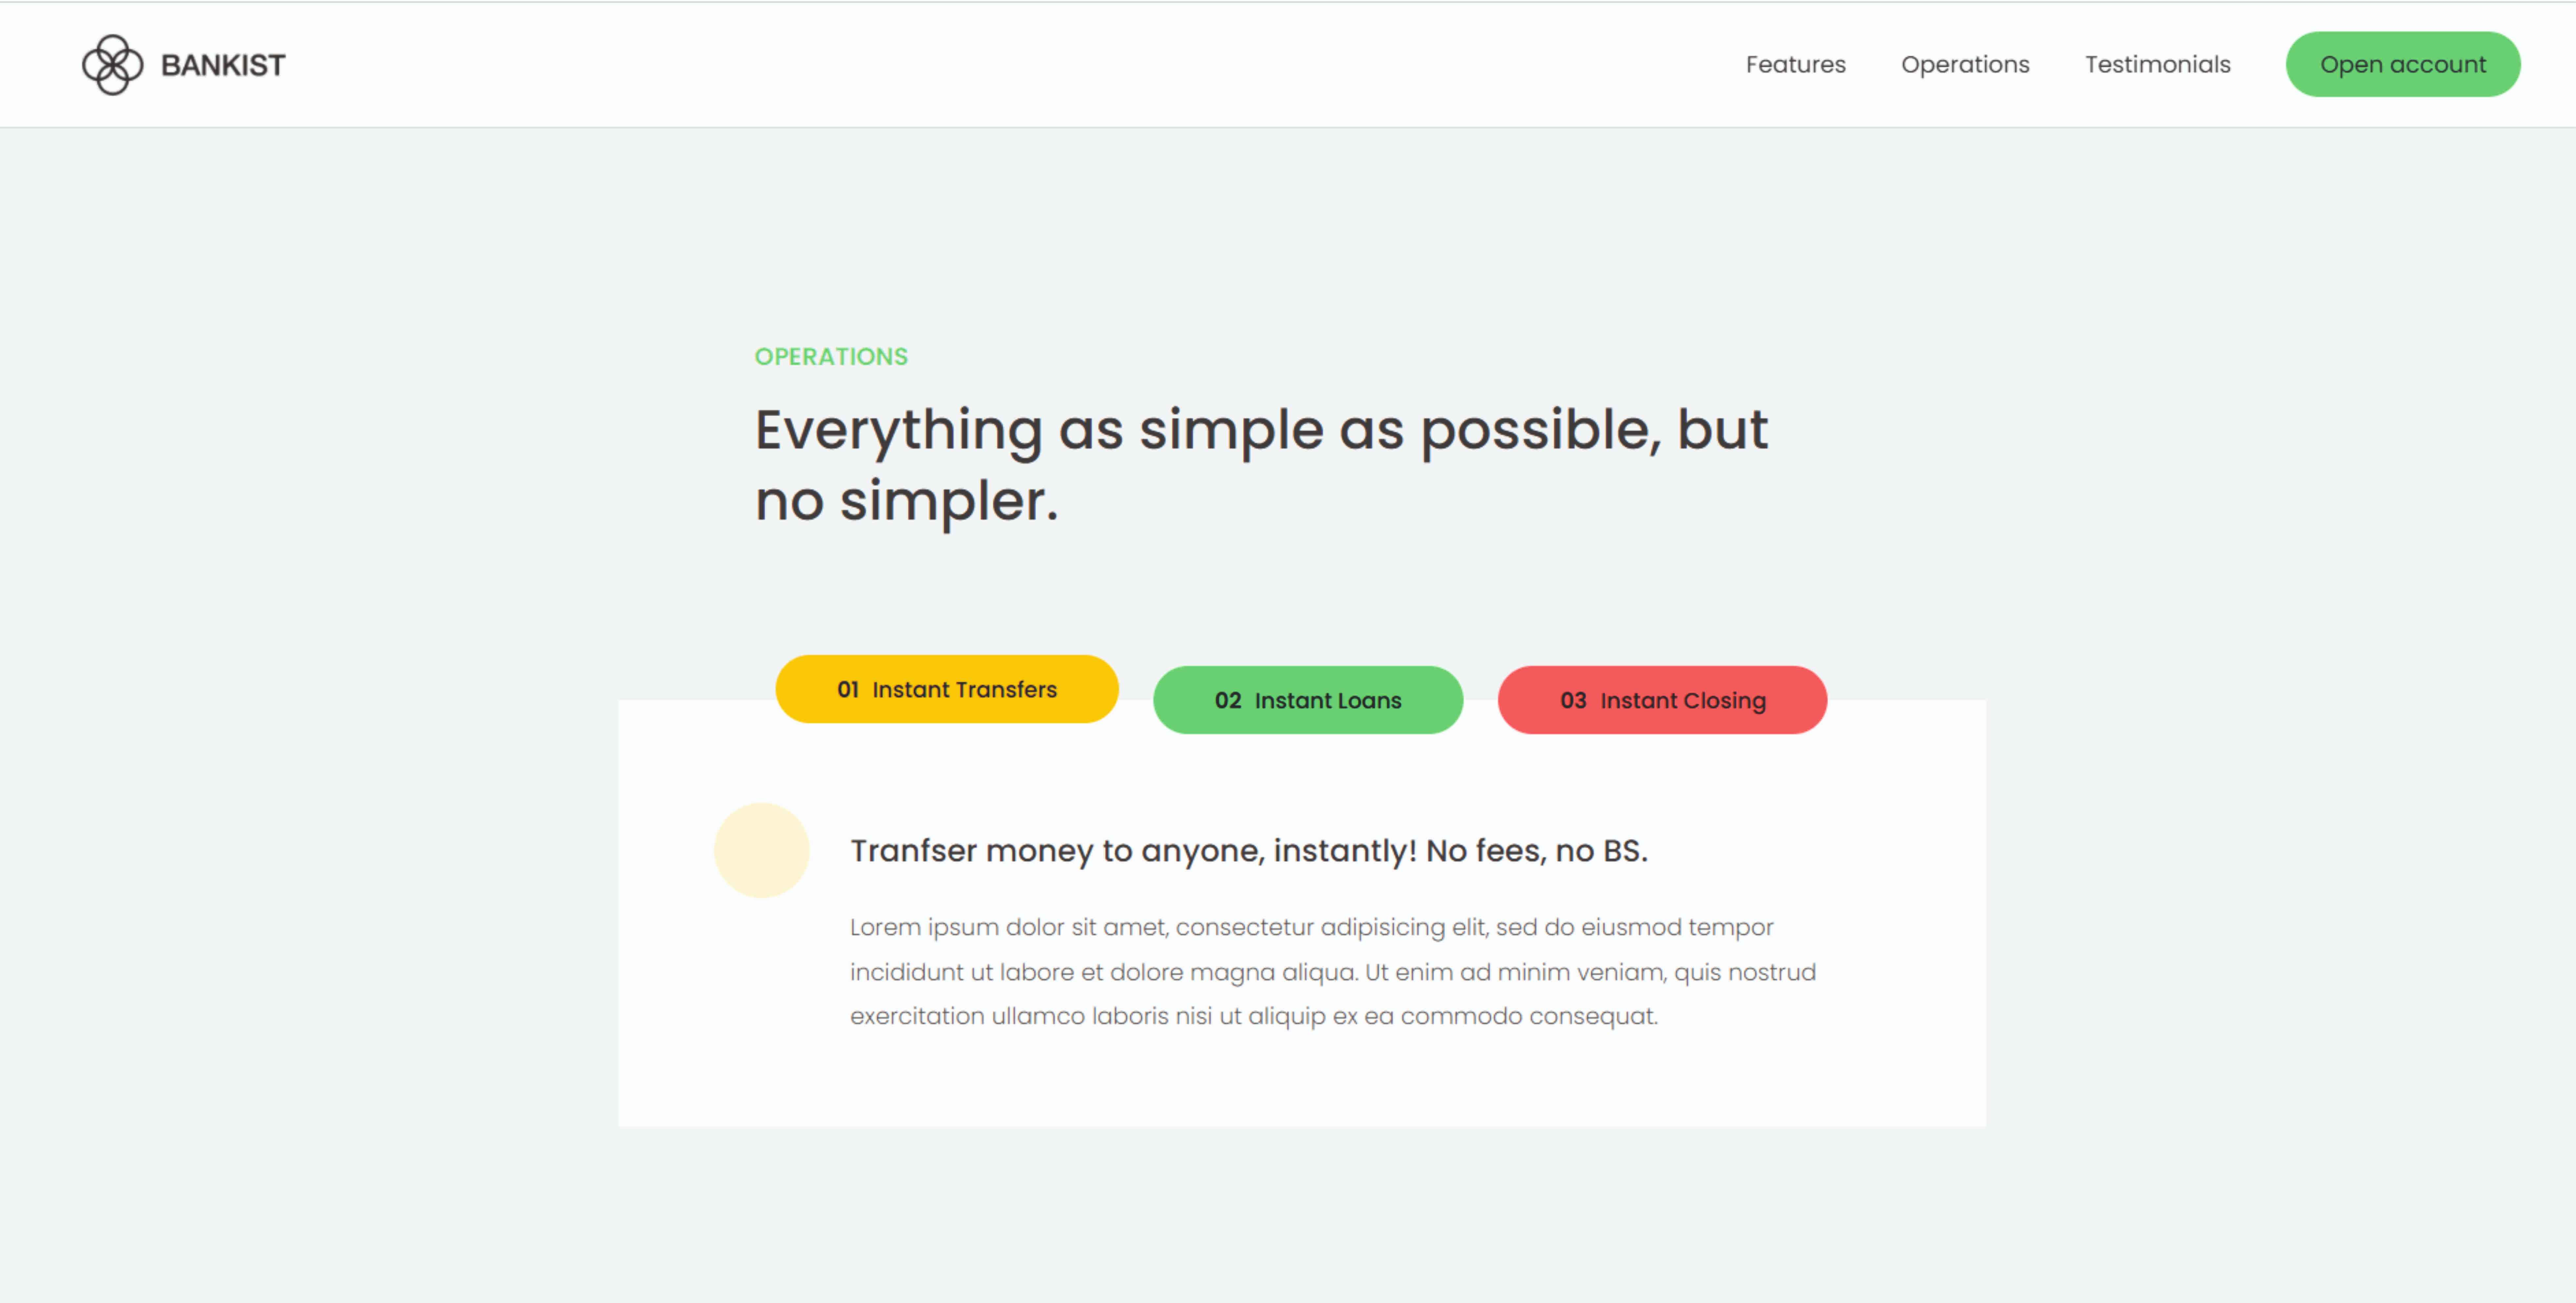 BANKIST
Features
Operations
Testimonials
Open account
OPERATIONS
Everything as simple as possible, but
no simpler.
01 Instant Transfers
02 Instant Loans
03 Instant Closing
Tranfser money to anyone, instantly! No fees, no BS.
Lorem ipsum dolor sit amet, consectetur adipisicing elit, sed do eiusmod tempor
incididunt ut labore et dolore magna aliqua. Ut enim ad minim veniam, quis nostrud
exercitation ullamco laboris nisi ut aliquip ex ea commodo consequat.